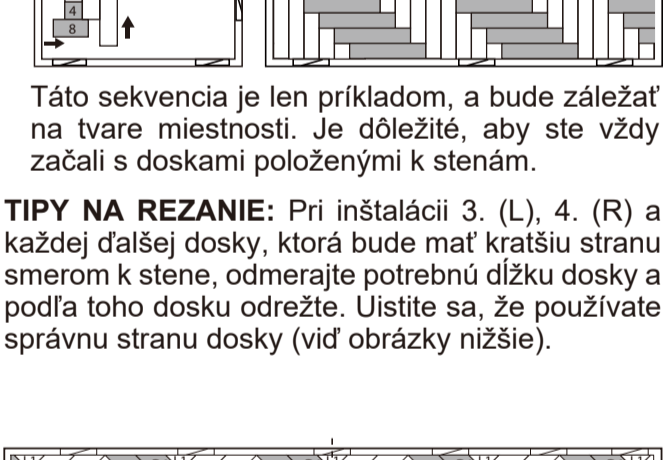 4
8
Táto sekvencia je len príkladom, a bude záležať
na tvare miestnosti. Je dôležité, aby ste vždy
začali s doskami položenými k stenám.
TIPY NA REZANIE: Pri inštalácii 3. (L), 4. (R) a
každej ďalšej dosky, ktorá bude mať kratšiu stranu
smerom k stene, odmerajte potrebnú dĺžku dosky a
podľa toho dosku odrežte. Uistite sa, že používate
správnu stranu dosky (viď obrázky nižšie).